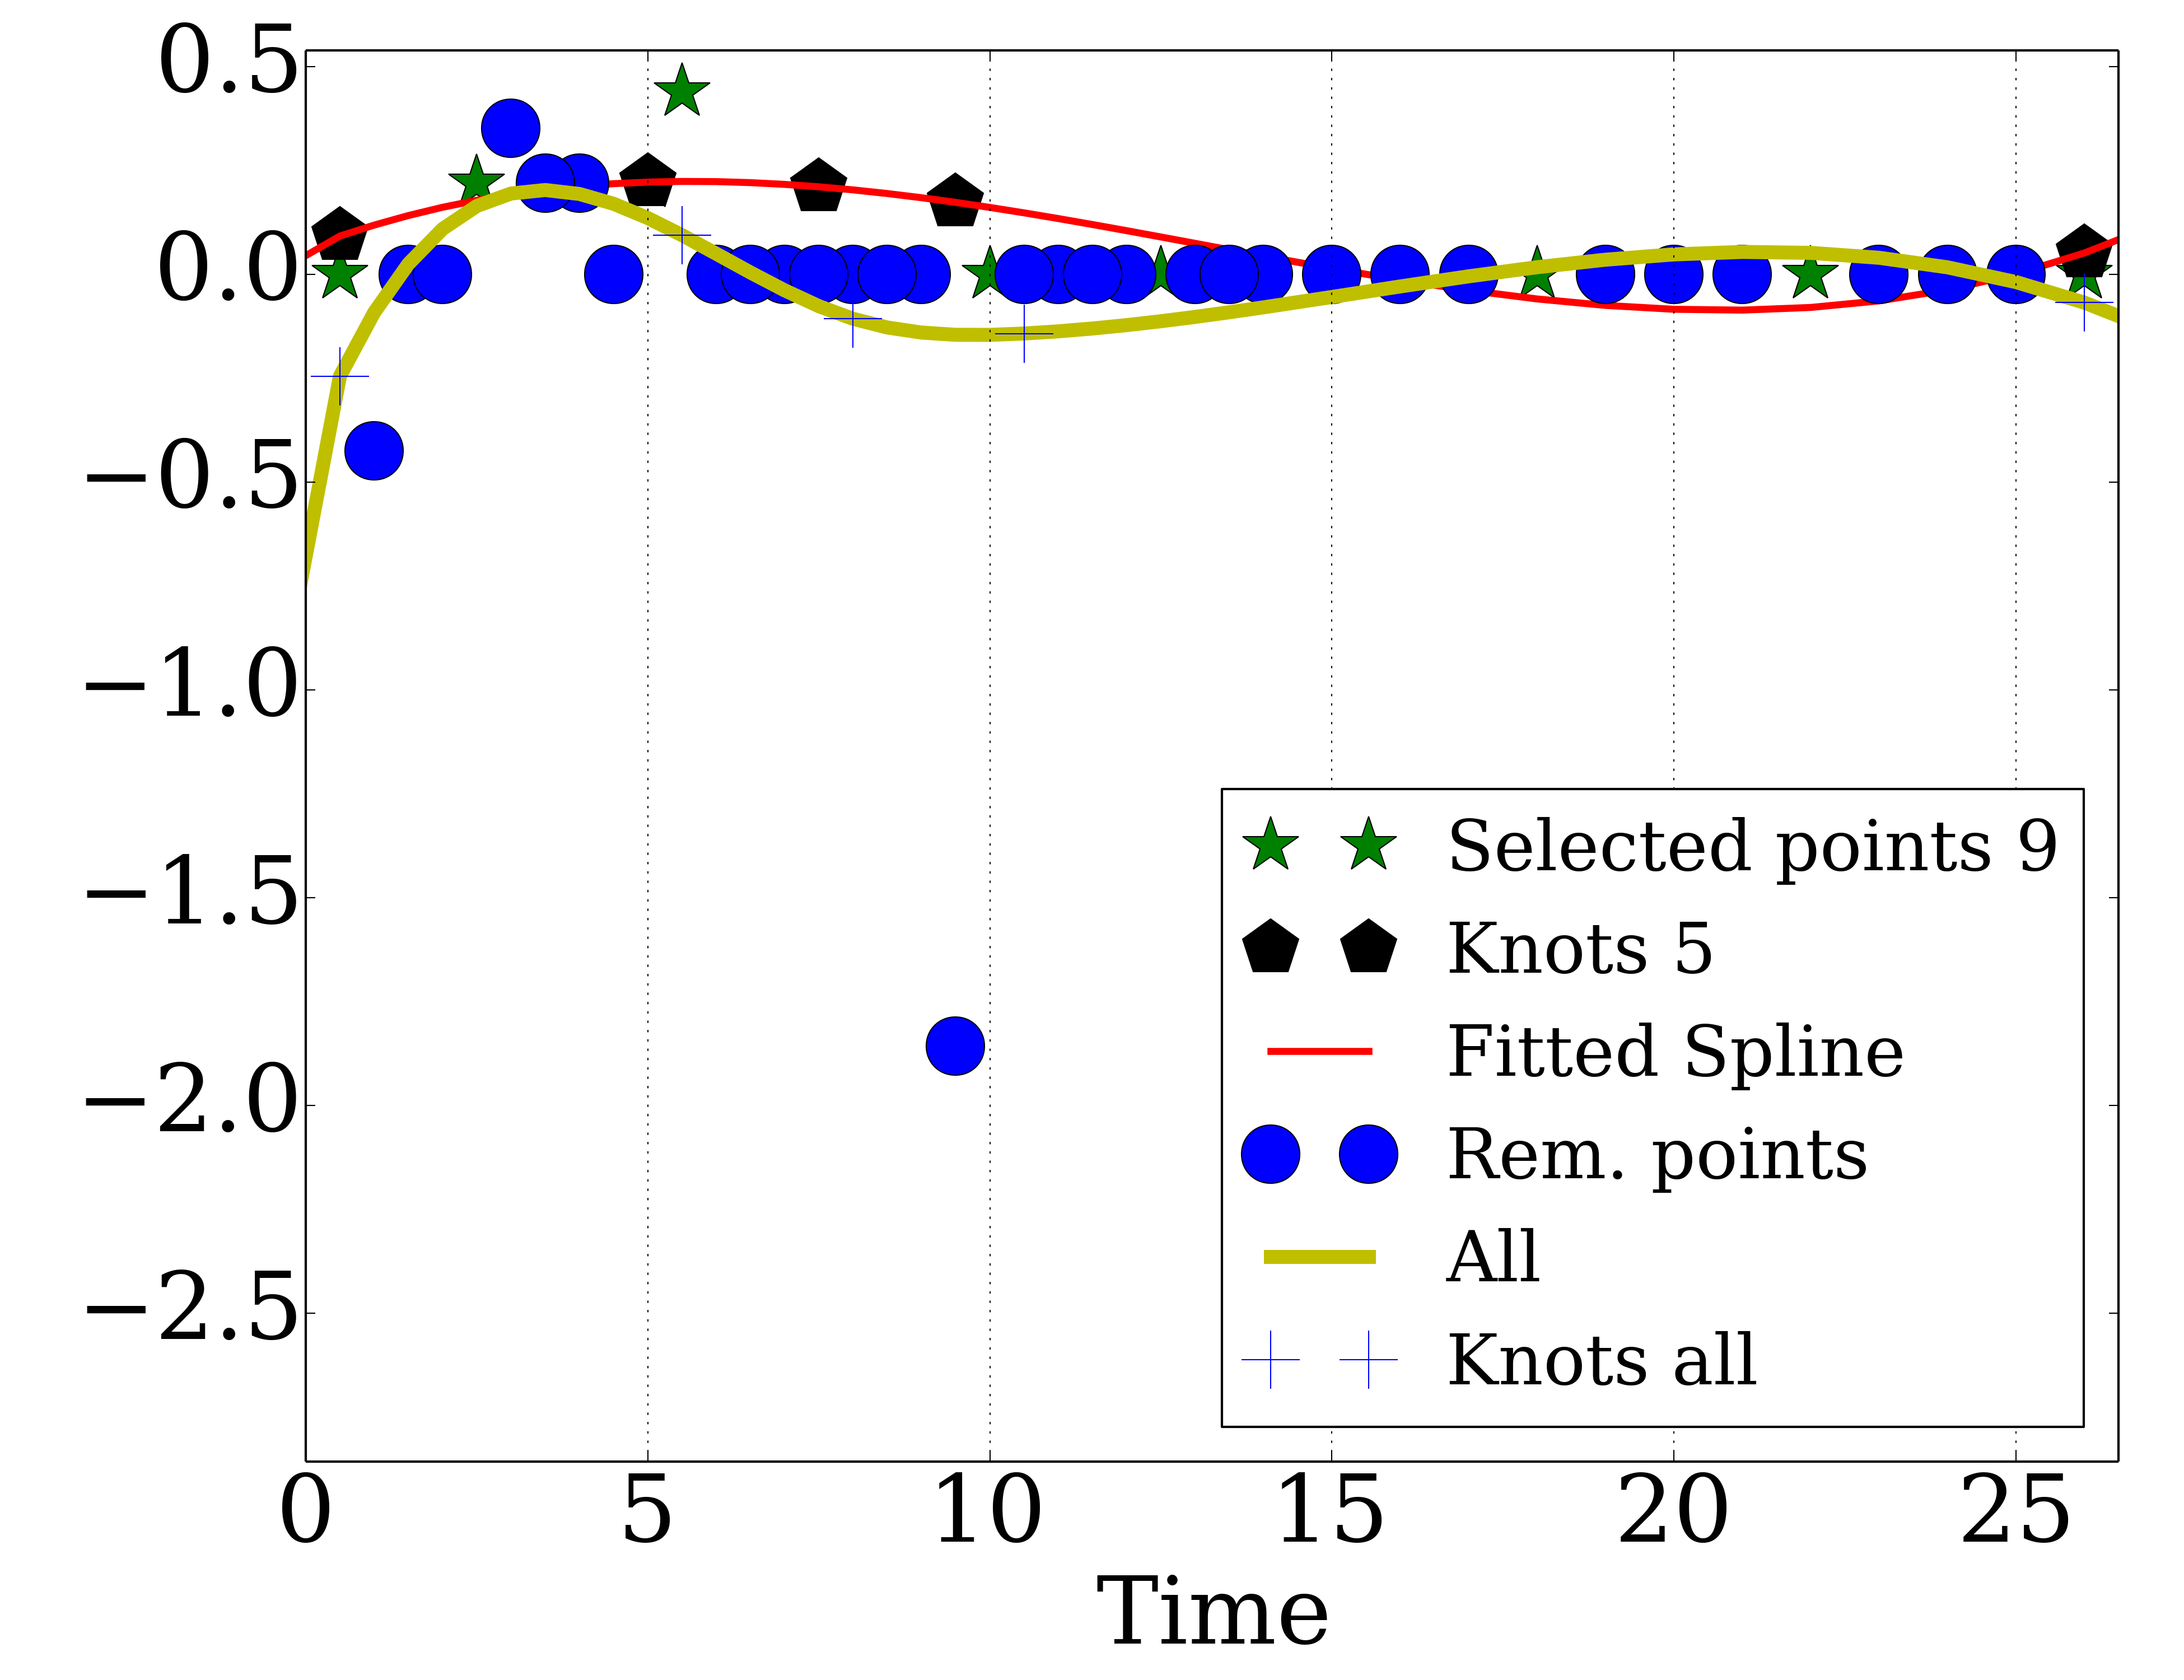 0.5
0.0
−0.5
−1.0
−1.5
−2.0
−2.5
Selected points 9
Knots 5
Fitted Spline
Rem. points
All
Knots all
0 5 10 15 20 25
Time